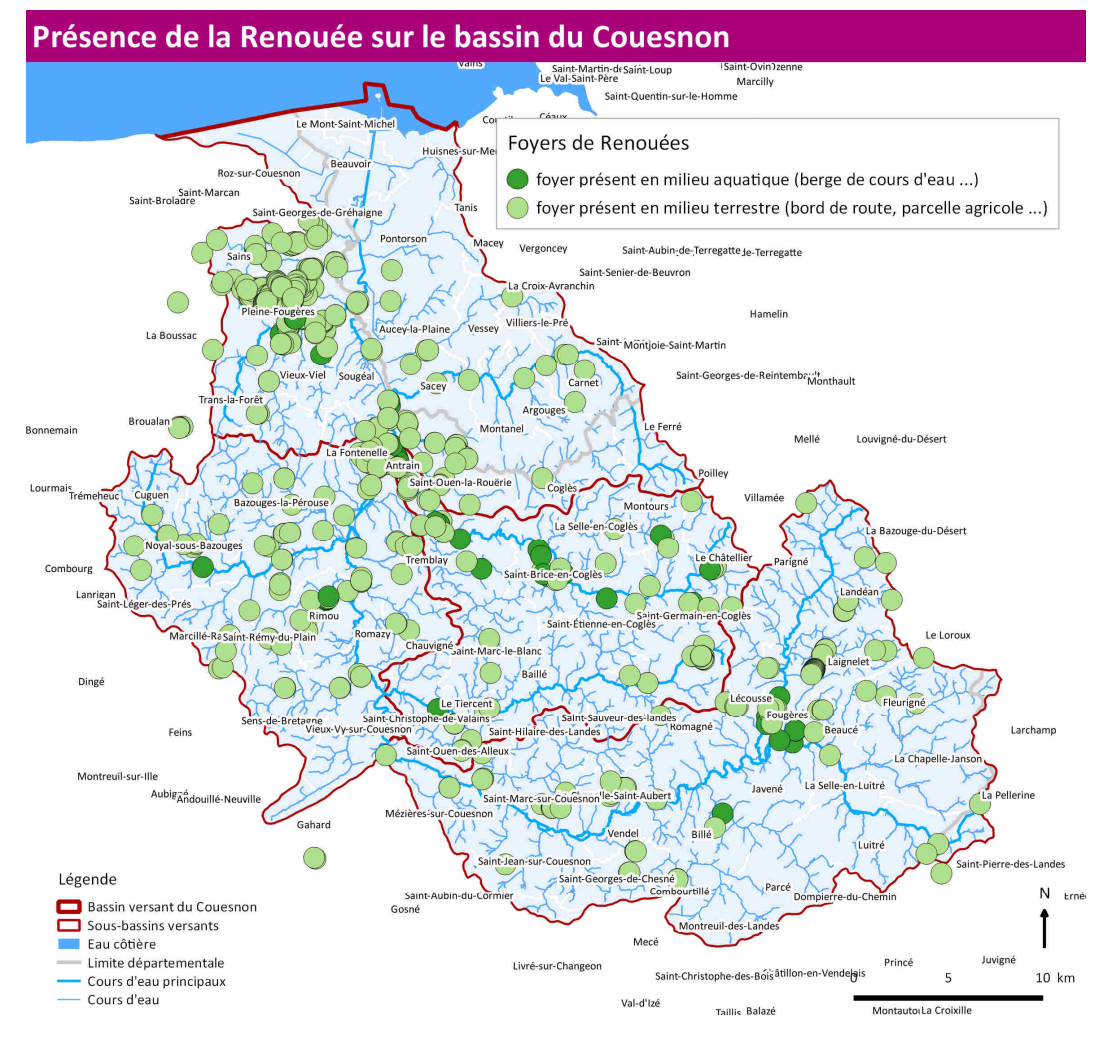 Présence de la Renouée sur le bassin du Couesnon
Vains
Saint-Loup
Le Val-Saint-Père
Marcilly
Saint-Quentin-sur-le-Homme
Céaux
Le Mont-Saint-Michel
Foyers de Renouées
foyer présent en milieu aquatique (berge de cours d'eau ...)
foyer présent en milieu terrestre (bord de route, parcelle agricole ...)
Beauvoir
Roz-sur-Couesnon
Saint-Marcan
Saint-Broladre
Saint-Georges-de-Gréhaigne
Tanis
Pontorson
Macey
Vergoncey
Saint-Aubin-de-Terregatte
Sains
Saint-Senier-de-Beuvron
La Croix-Avranchin
Pleine-Fougères
Hamelin
La Boussac
Aucey-la-Plaine
Vessey
Villiers-le-Pré
Montjoie-Saint-Martin
Vieux-Viel
Sougéal
Sacey
Carnet
Monthault
Trans-la-Forêt
Argouges
Broualan
Bonnemain
Montanel
Le Ferré
Mellé
Louvigné-du-Désert
La Fontenelle
Antrain
Poilley
Lourmais
Trémeheuc
Cuguen
Saint-Ouen-la-Rouërie
Coglès
Villamée
Bazouges-la-Pérouse
Montours
La Selle-en-Coglès
La Bazouge-du-Désert
Noyal-sous-Bazouges
Tremblay
Le Châtellier
Parigné
Combourg
Saint-Brice-en-Coglès
Lanrigan
Saint-Léger-des-Prés
Landéan
Rimou
Saint-Germain-en-Coglès
Saint-Étienne-en-Coglès
Saint-Rémy-du-Plain
Romazy
Le Loroux
Chauvigné
Saint-Marc-le-Blanc
Laignelet
Dingé
Baillé
Le Tiercent
Lécousse
Fleurigné
Sens-de-Bretagne
Saint-Christophe-de-Valains
Saint-Sauveur-des-landes
Fougères
Feins
Vieux-Vy-sur-Couesnon
Saint-Hilaire-des-Landes
Romagné
Beaucé
Larchamp
Saint-Ouen-des-Alleux
La Chapelle-Janson
Montreuil-sur-Ille
Andouillé-Neuville
Saint-Marc-sur-Couesnon
Javené
La Selle-en-Luitré
La Pellerine
Mézières-sur-Couesnon
Gahard
Vendel
Billé
Luitré
Saint-Jean-sur-Couesnon
Saint-Pierre-des-Landes
Saint-Georges-de-Chesné
Légende
Saint-Aubin-du-Cormier
Combourtillé
Parcé
Dompierre-du-Chemin
N
Gosné
Bassin versant du Couesnon
Sous-bassins versants
Montreuil-des-Landes
Eau côtière
Mecé
Limite départementale
Livré-sur-Changeon
Princé
Juvigné
Cours d'eau principaux
Saint-Christophe-des-Bois
Châtillon-en-Vendelais
0 5 10 km
Cours d'eau
Val-d'Izé
Taillis
Balazé
La Croixille